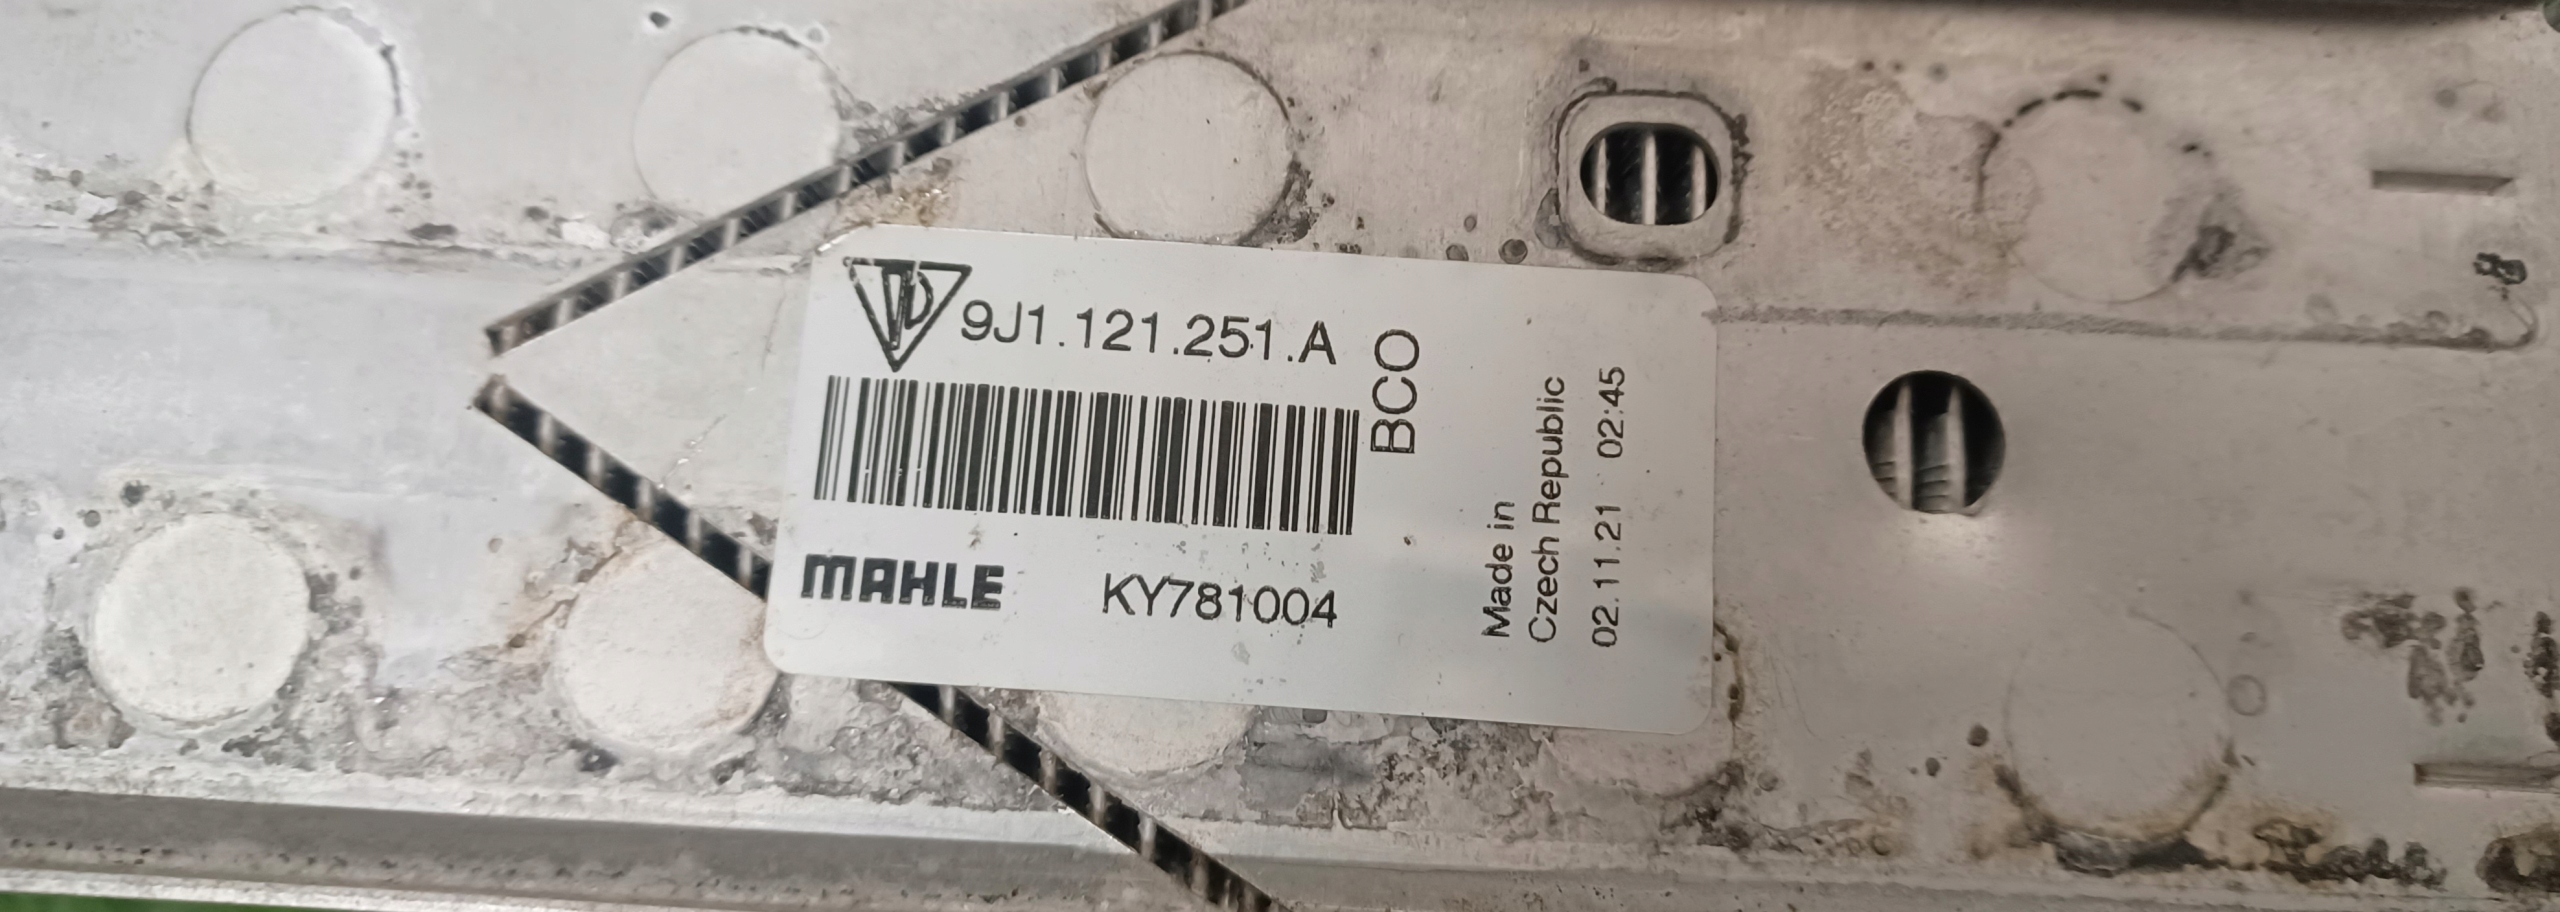 9J1.121.251.A
BCO
MAHLE
KY781004
Made in
Czech Republic
02.11.21 02:45